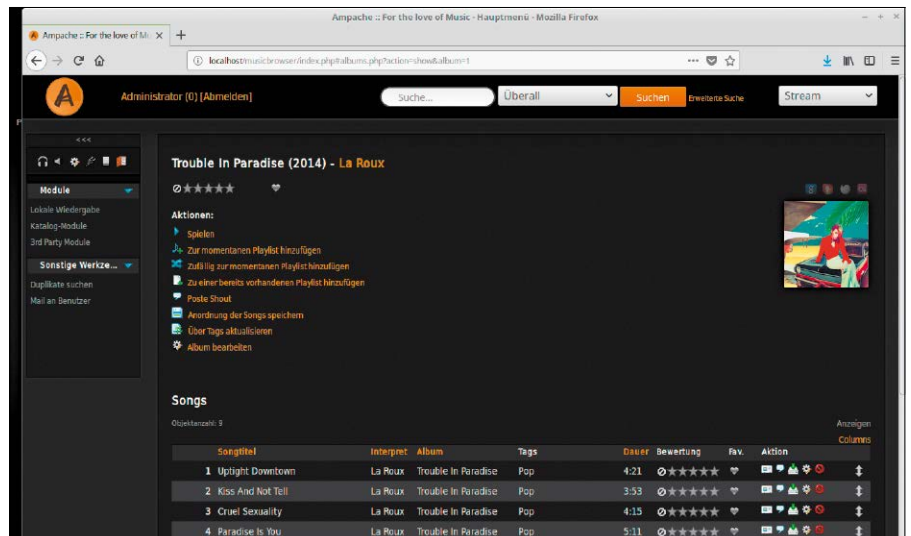 Ampache :: For the love of Music - Hauptmenü - Mozilla Firefox
Ampache :: For the love of Mu
localhost/musicbrowser/index.php#albums.php?action=show&album=1
Administrator (0) [Abmelden]
Suche...
Überall
Suchen
Erweiterte Suche
Stream
<<<
Module
Lokale Wiedergabe
Katalog-Module
3rd Party Module
Sonstige Werkze...
Duplikate suchen
Mail an Benutzer
Trouble In Paradise (2014) - La Roux
Aktionen:
Spielen
Zur momentanen Playlist hinzufügen
Zufällig zur momentanen Playlist hinzufügen
Zu einer bereits vorhandenen Playlist hinzufügen
Poste Shout
Anordnung der Songs speichern
Über Tags aktualisieren
Album bearbeiten
Songs
Objektanzahl: 9
Anzeigen
Columns
Songtitel Interpret Album Tags Dauer Bewertung Fav. Aktion
1 Uptight Downtown La Roux Trouble In Paradise Pop 4:21
2 Kiss And Not Tell La Roux Trouble In Paradise Pop 3:53
3 Cruel Sexuality La Roux Trouble In Paradise Pop 4:15
4 Paradise Is You La Roux Trouble In Paradise Pop 5:11